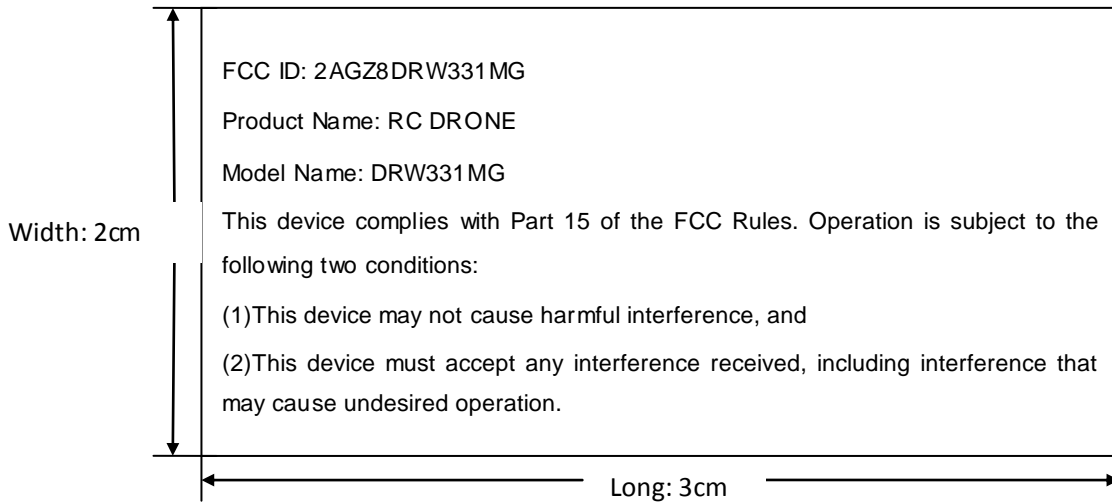 FCC ID: 2AGZ8DRW331MG
Product Name: RC DRONE
Model Name: DRW331MG
Width: 2cm
This device complies with Part 15 of the FCC Rules. Operation is subject to the
following two conditions:
(1)This device may not cause harmful interference, and
(2)This device must accept any interference received, including interference that
may cause undesired operation.
Long: 3cm